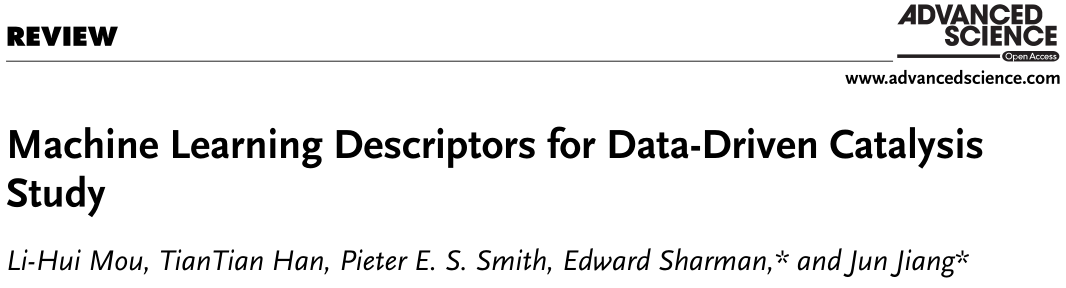 REVIEW
ADVANCED
SCIENCE
Open Access
www.advancedscience.com
Machine Learning Descriptors for Data-Driven Catalysis
Study
Li-Hui Mou, TianTian Han, Pieter E. S. Smith, Edward Sharman,* and Jun Jiang*